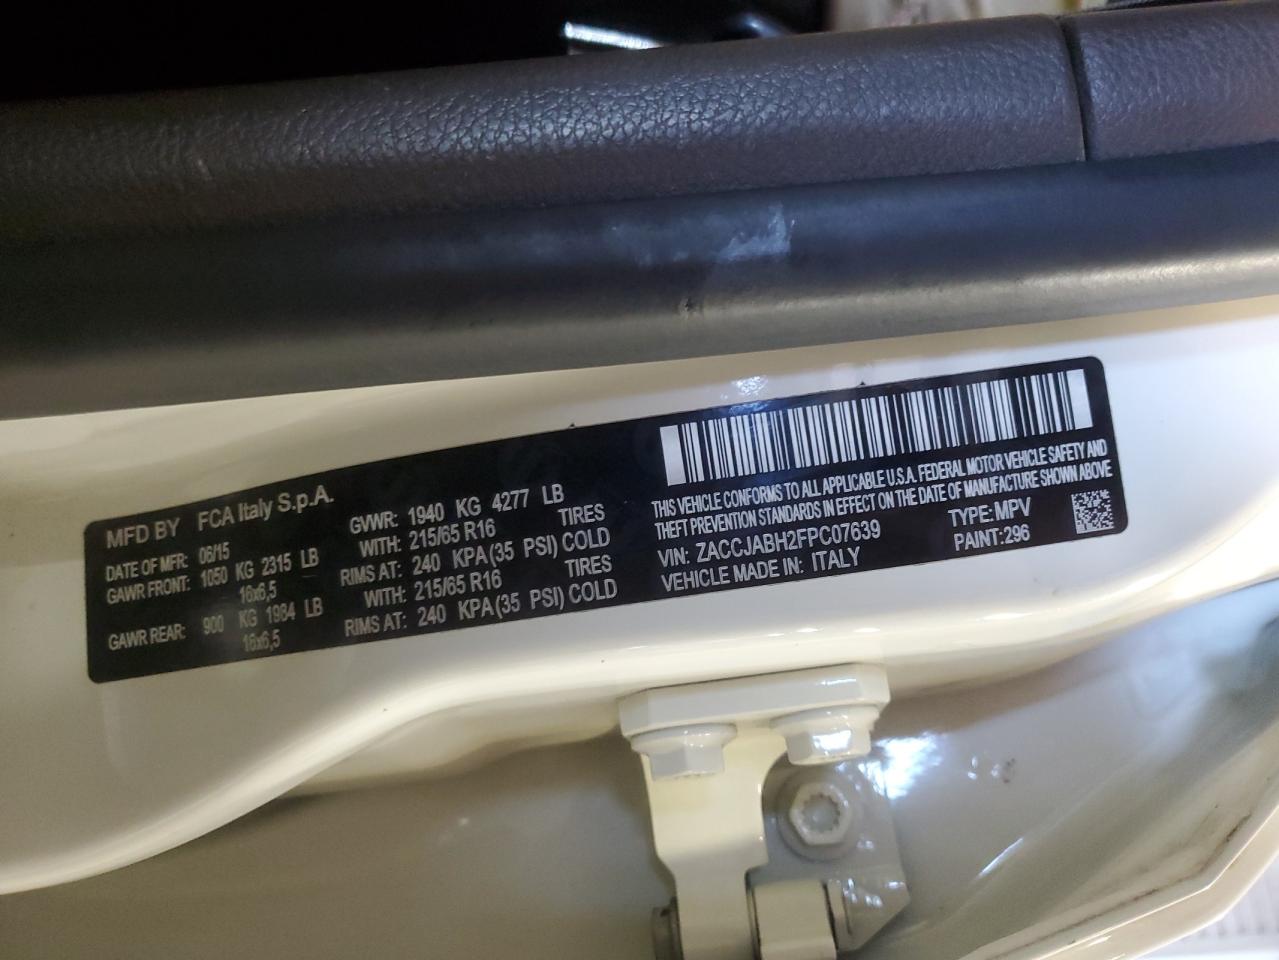 MFD BY FCA Italy S.p.A.
DATE OF MFR: 06/15 GVWR: 1940 KG 4277 LB
GAWR FRONT: 1050 KG 2315 LB WITH: 215/65 R16 TIRES
16x6,5 RIMS AT: 240 KPA(35 PSI) COLD
GAWR REAR: 900 KG 1984 LB WITH: 215/65 R16 TIRES
16x6,5 RIMS AT: 240 KPA(35 PSI) COLD
THIS VEHICLE CONFORMS TO ALL APPLICABLE U.S.A. FEDERAL MOTOR VEHICLE SAFETY AND
THEFT PREVENTION STANDARDS IN EFFECT ON THE DATE OF MANUFACTURE SHOWN ABOVE
VIN: ZACCJABH2FPC07639 TYPE: MPV
VEHICLE MADE IN: ITALY PAINT: 296